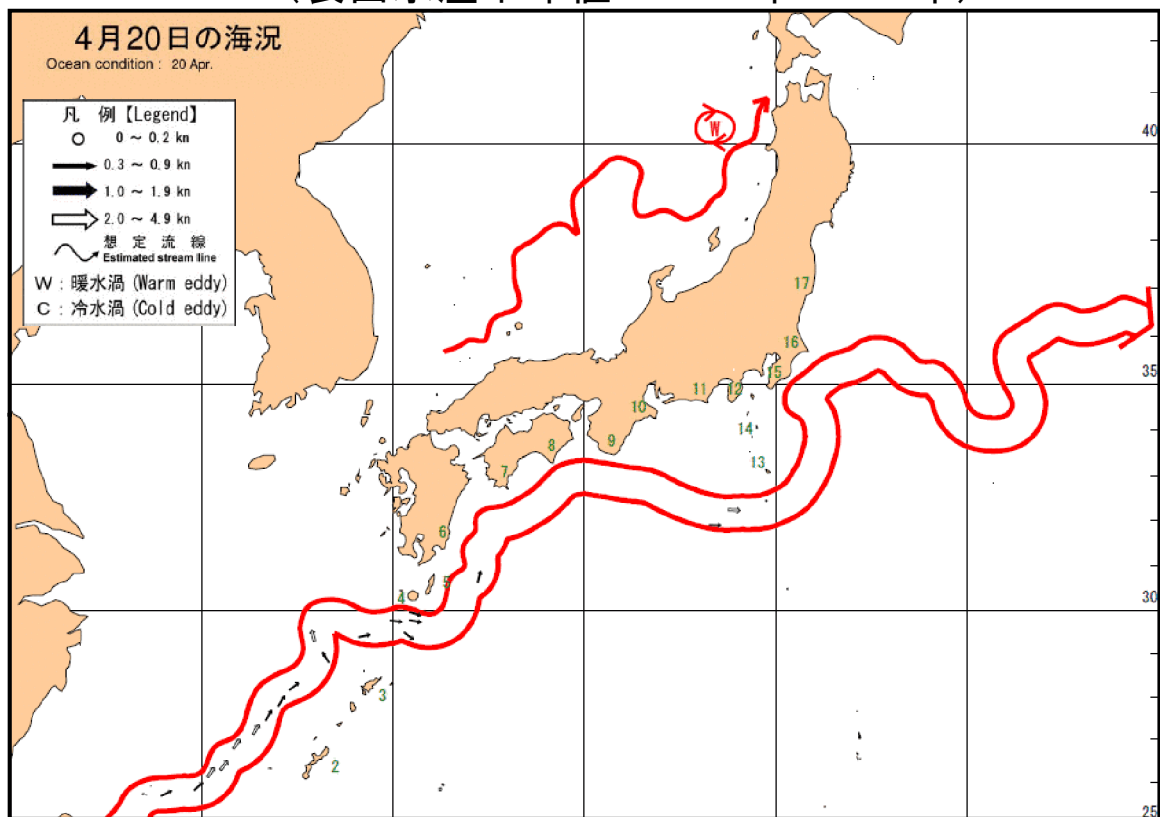 4月20日の海況
Ocean condition : 20 Apr.
凡 例【Legend】
0 ~ 0.2 kn
0.3 ~ 0.9 kn
1.0 ~ 1.9 kn
2.0 ~ 4.9 kn
想 定 流 線
Estimated stream line
W : 暖水渦 (Warm eddy)
C : 冷水渦 (Cold eddy)
W
40
17
16
35
15
12
11
10
14
9
8
13
7
6
5
4
30
3
2
25